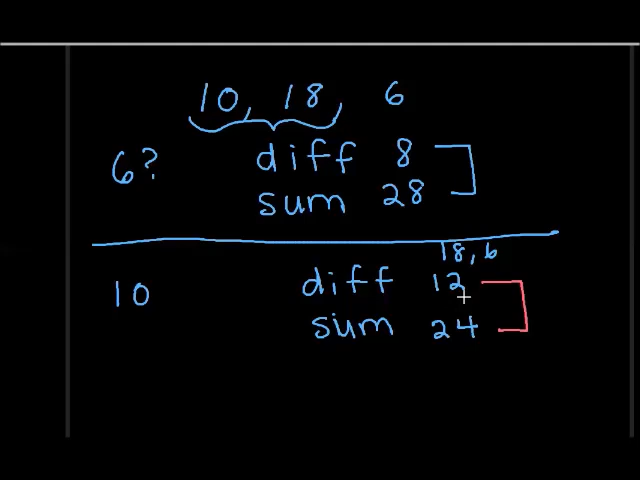 10, 18, 6
6? diff 8
sum 28
18, 6
10 diff 12
sum 24